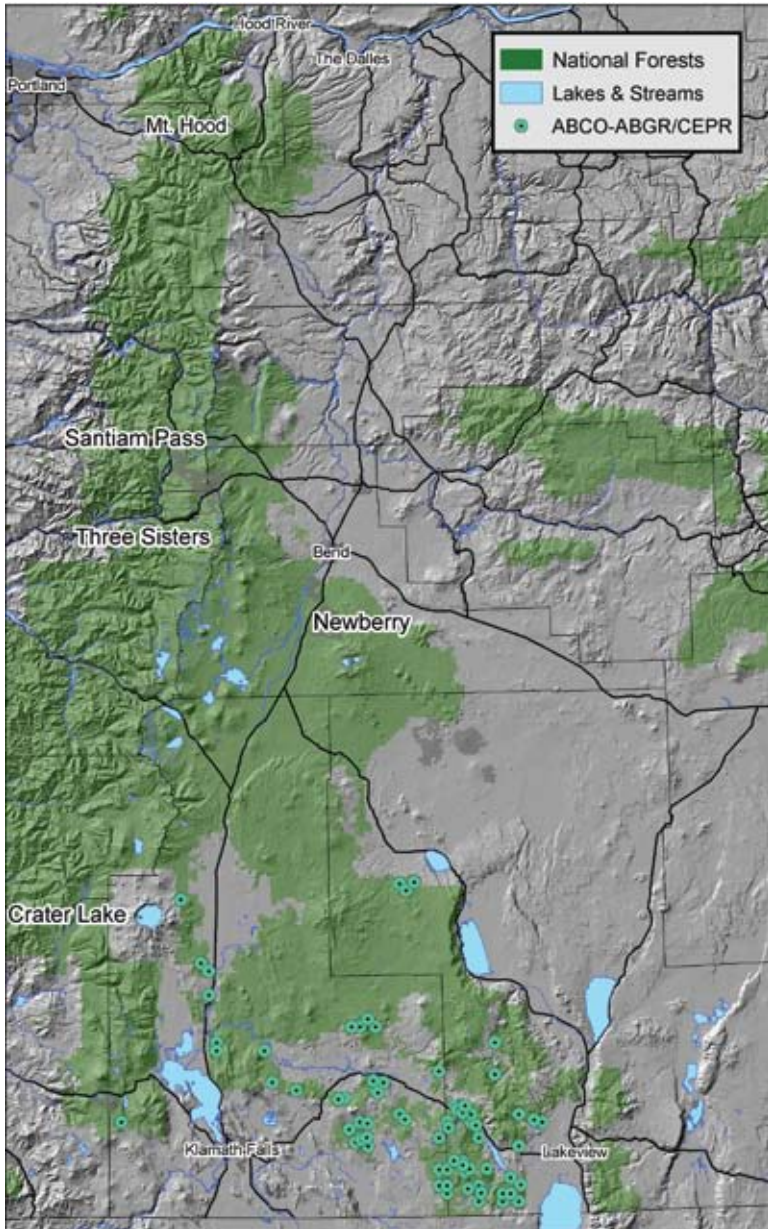 Hood River
The Dalles
Portland
Mt. Hood
National Forests
Lakes & Streams
ABCO-ABGR/CEPR
Santiam Pass
Three Sisters
Bend
Newberry
Crater Lake
Klamath Falls
Lakeview